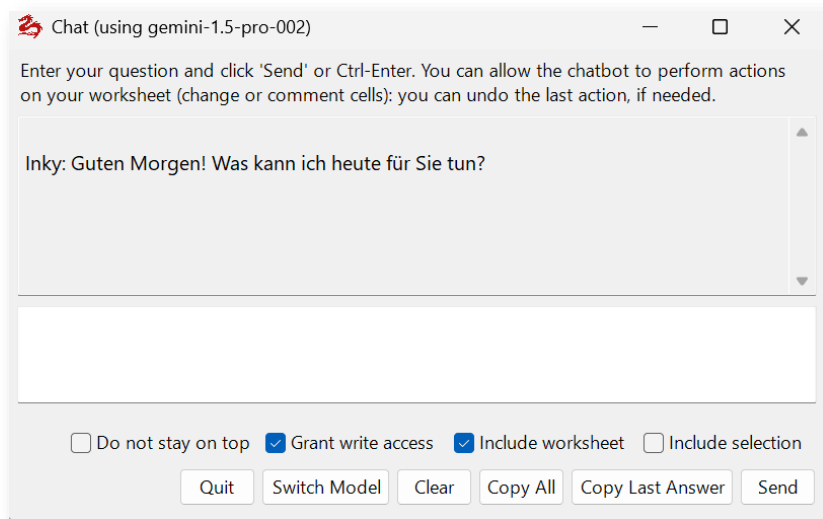 Chat (using gemini-1.5-pro-002)
Enter your question and click 'Send' or Ctrl-Enter. You can allow the chatbot to perform actions
on your worksheet (change or comment cells): you can undo the last action, if needed.
Inky: Guten Morgen! Was kann ich heute für Sie tun?
Do not stay on top Grant write access Include worksheet Include selection
Quit Switch Model Clear Copy All Copy Last Answer Send